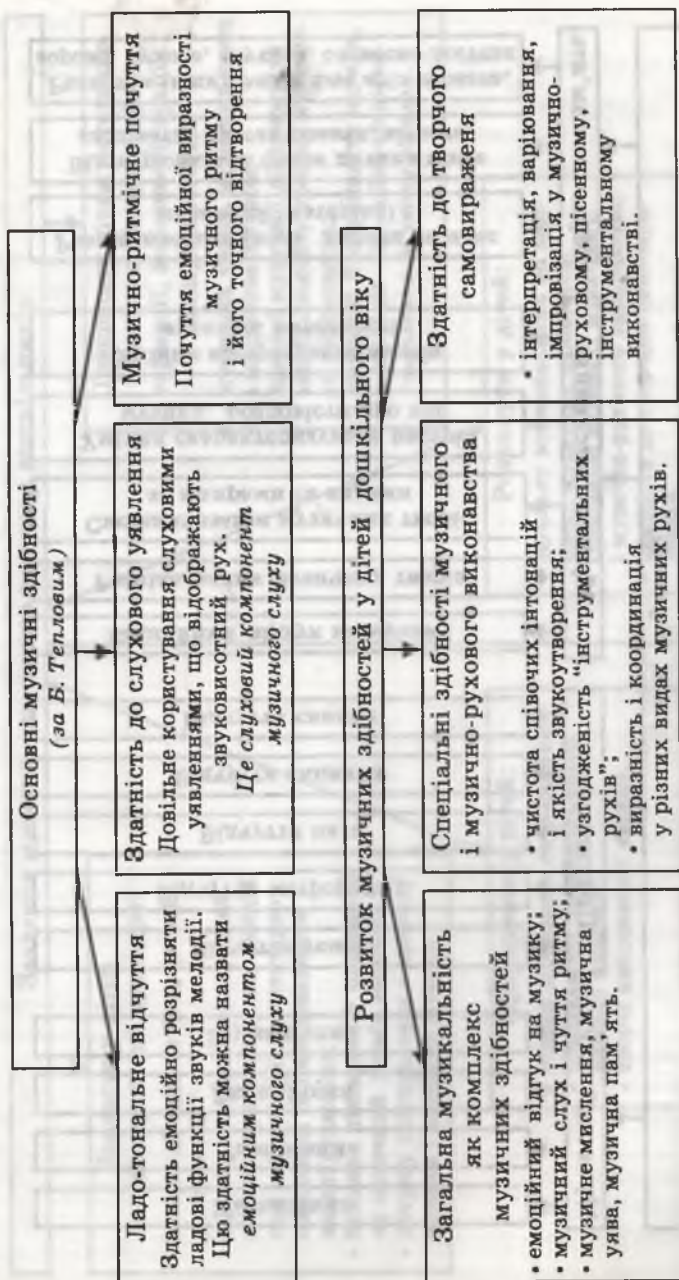 Основні музичні здібності
(за Б. Тепловим)
Ладо-тональне відчуття
Здатність емоційно розрізняти
ладові функції звуків мелодії.
Цю здатність можна назвати
емоційним компонентом
музичного слуху
Здатність до слухового уявлення
Довільне користування слуховими
уявленнями, що відображають
звуковисотний рух.
Це слуховий компонент
музичного слуху
Музично-ритмічне почуття
Почуття емоційної виразності
музичного ритму
і його точного відтворення
Розвиток музичних здібностей у дітей дошкільного віку
Загальна музикальність
як комплекс
музичних здібностей
• емоційний відгук на музику;
• музичний слух і чуття ритму;
• музичне мислення, музична
уява, музична пам'ять.
Спеціальні здібності музичного
і музично-рухового виконавства
• чистота співочих інтонацій
і якість звукоутворення;
• узгодженість “інструментальних
рухів”;
• виразність і координація
у різних видах музичних рухів.
Здатність до творчого
самовираженя
• інтерпретація, варіювання,
імпровізація у музично-
руховому, пісенному,
інструментальному
виконавстві.